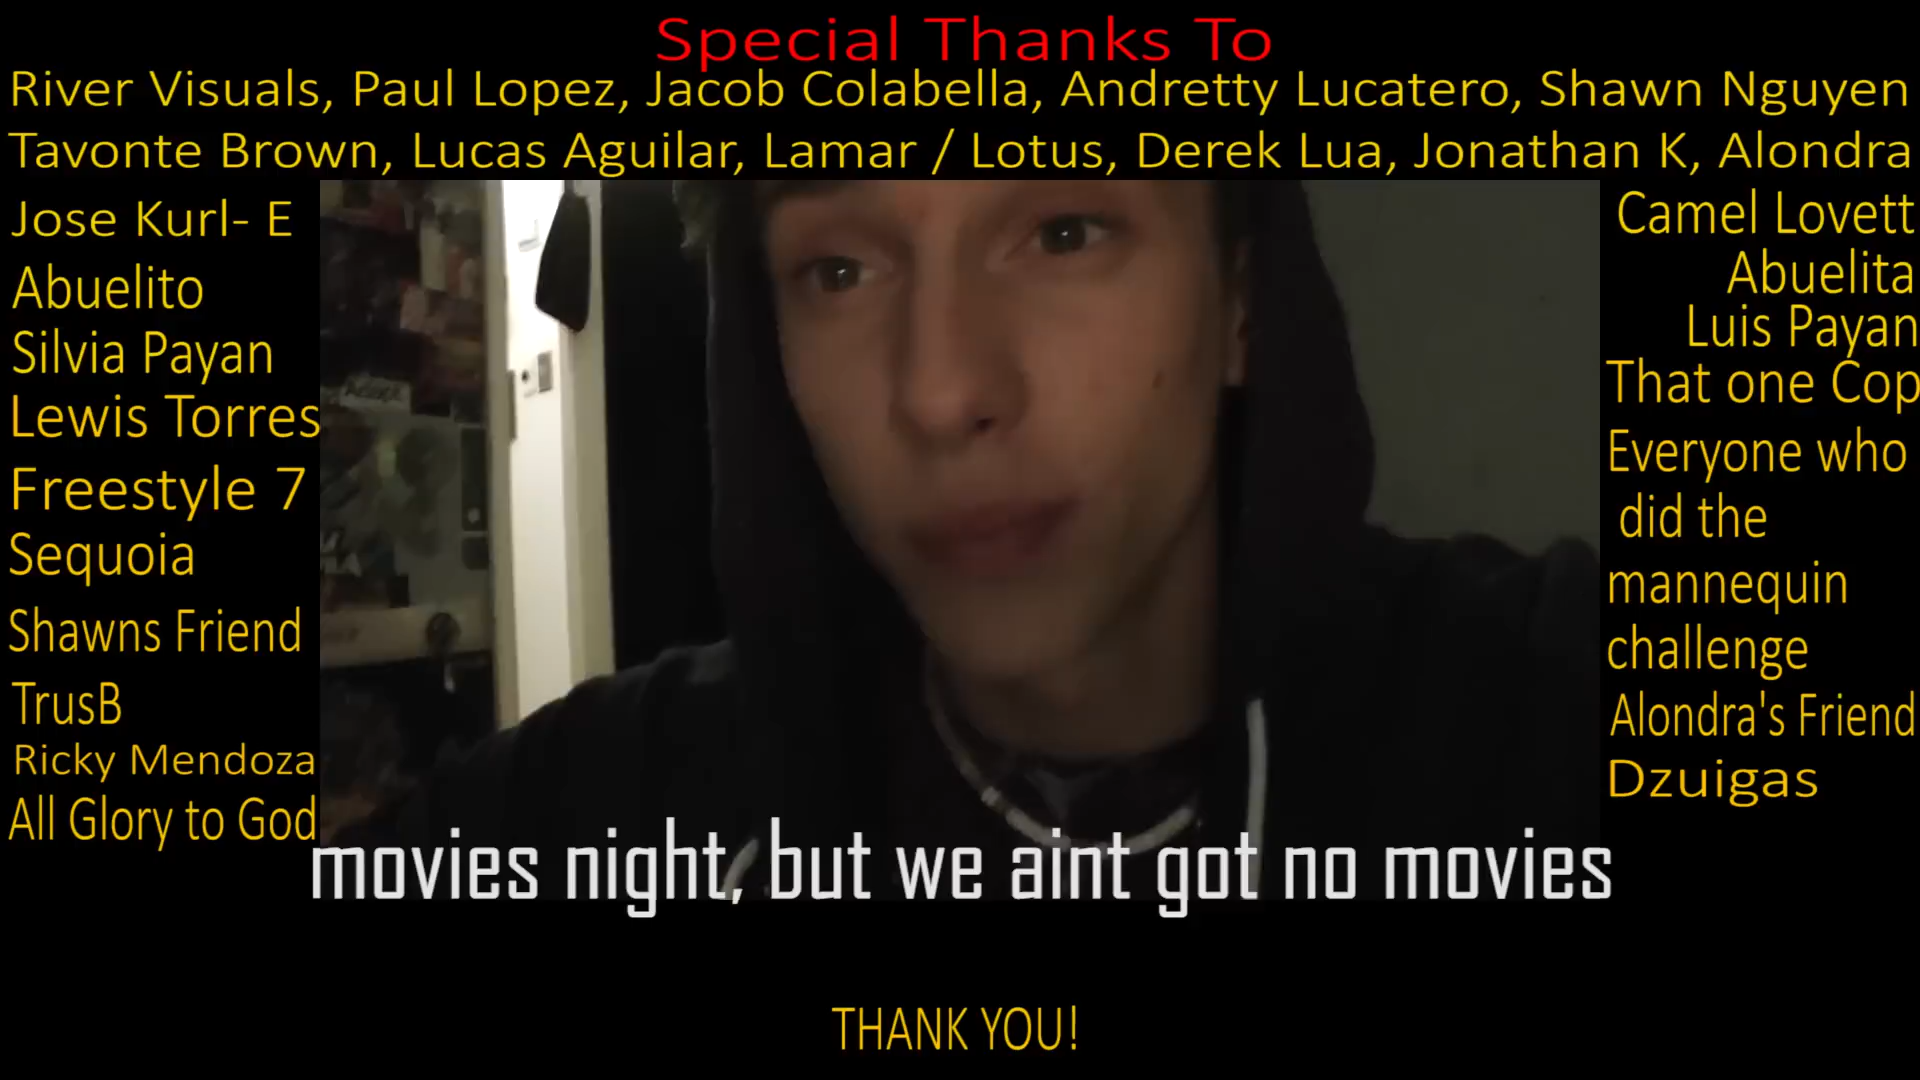 Special Thanks To
River Visuals, Paul Lopez, Jacob Colabella, Andretty Lucatero, Shawn Nguyen
Tavonte Brown, Lucas Aguilar, Lamar / Lotus, Derek Lua, Jonathan K, Alondra
Jose Kurl- E
Abuelito
Silvia Payan
Lewis Torres
Freestyle 7
Sequoia
Shawns Friend
TrusB
Ricky Mendoza
All Glory to God
Camel Lovett
Abuelita
Luis Payan
That one Cop
Everyone who
did the
mannequin
challenge
Alondra's Friend
Dzuigas
movies night, but we aint got no movies
THANK YOU!